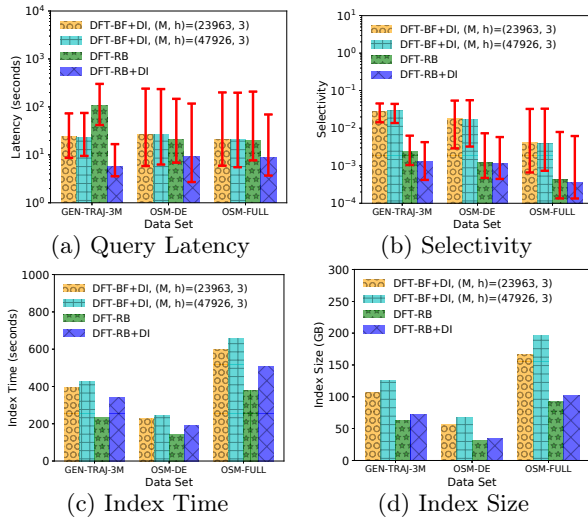 10^5
10^4
10^3
10^2
10^1
10^0
Latency (seconds)
DFT-BF+DI, (M, h)=(23963, 3)
DFT-BF+DI, (M, h)=(47926, 3)
DFT-RB
DFT-RB+DI
GEN-TRAJ-3M OSM-DE OSM-FULL
Data Set
(a) Query Latency
10^-1
10^0
10^-1
10^-2
10^-3
10^-4
Selectivity
DFT-BF+DI, (M, h)=(23963, 3)
DFT-BF+DI, (M, h)=(47926, 3)
DFT-RB
DFT-RB+DI
GEN-TRAJ-3M OSM-DE OSM-FULL
Data Set
(b) Selectivity
1000
800
600
400
200
0
Index Time (seconds)
DFT-BF+DI, (M, h)=(23963, 3)
DFT-BF+DI, (M, h)=(47926, 3)
DFT-RB
DFT-RB+DI
GEN-TRAJ-3M OSM-DE OSM-FULL
Data Set
(c) Index Time
300
250
200
150
100
50
0
Index Size (GB)
DFT-BF+DI, (M, h)=(23963, 3)
DFT-BF+DI, (M, h)=(47926, 3)
DFT-RB
DFT-RB+DI
GEN-TRAJ-3M OSM-DE OSM-FULL
Data Set
(d) Index Size